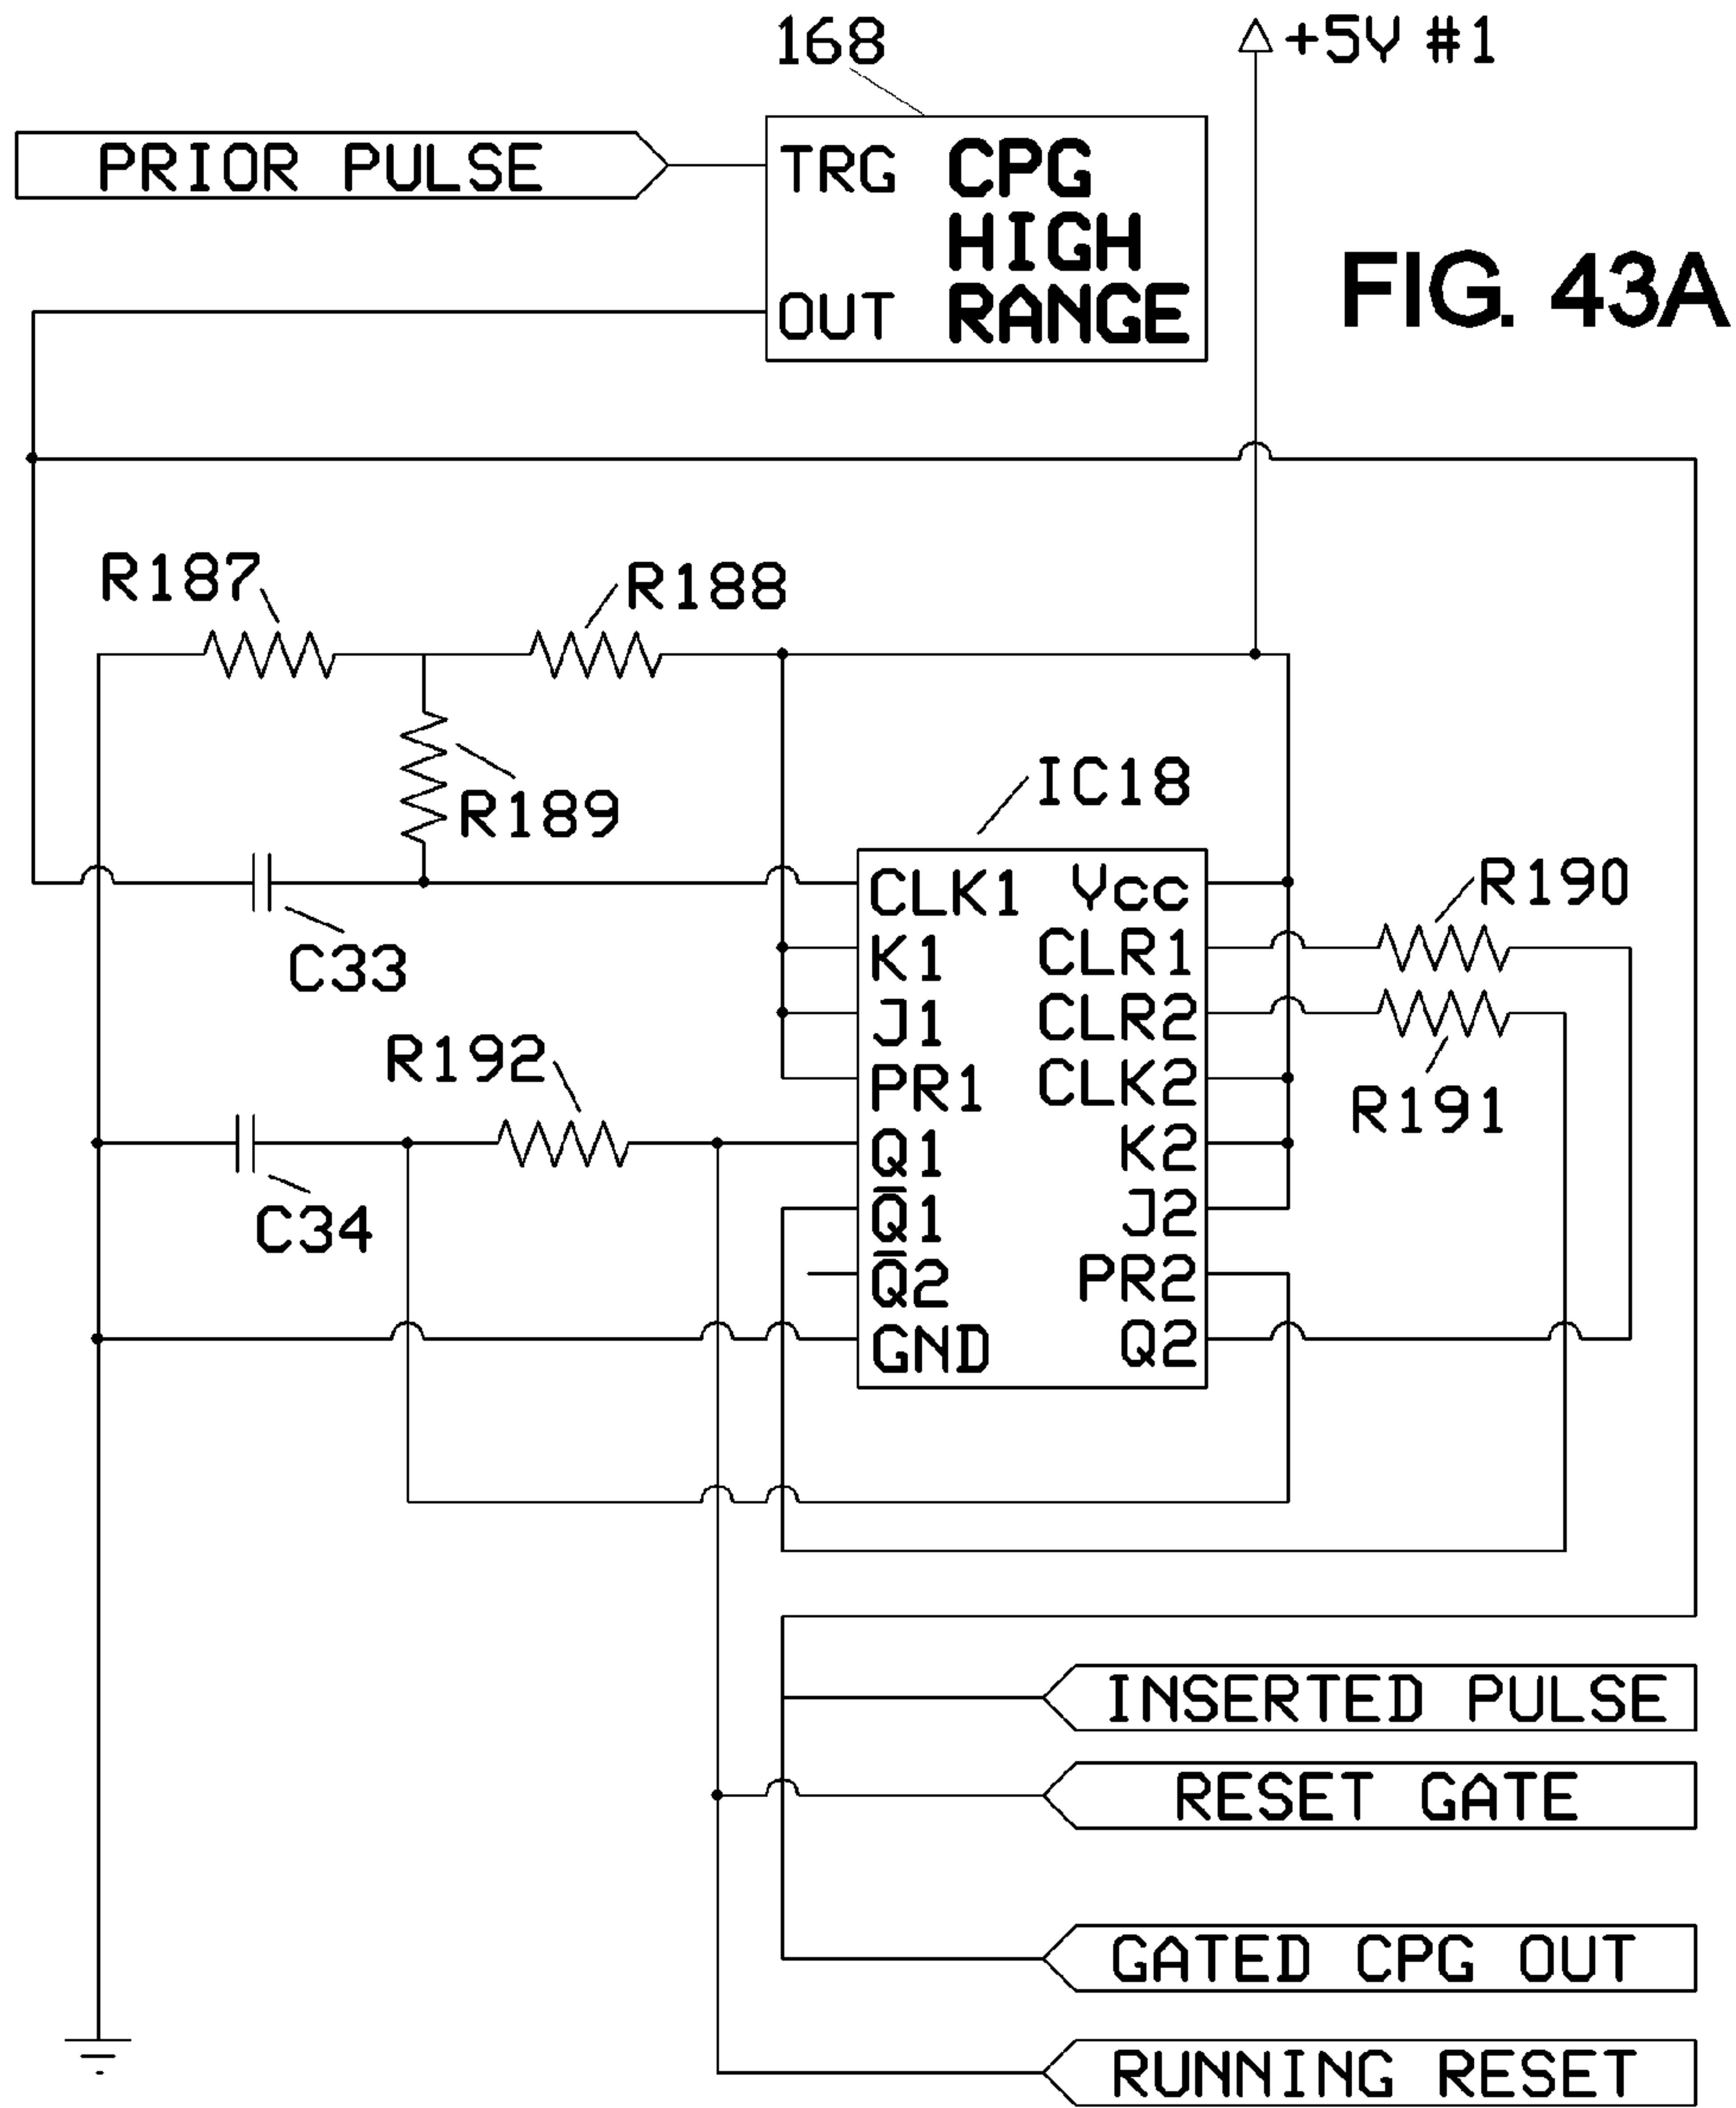 168
+5V #1
PRIOR PULSE
TRG CPG
HIGH
OUT RANGE
FIG. 43A
R187
R188
R189
IC18
C33
R190
R191
R192
C34
CLK1 Vcc
K1 CLR1
J1 CLR2
PR1 CLK2
Q1 K2
Q̅1 J2
Q̅2 PR2
GND Q2
INSERTED PULSE
RESET GATE
GATED CPG OUT
RUNNING RESET